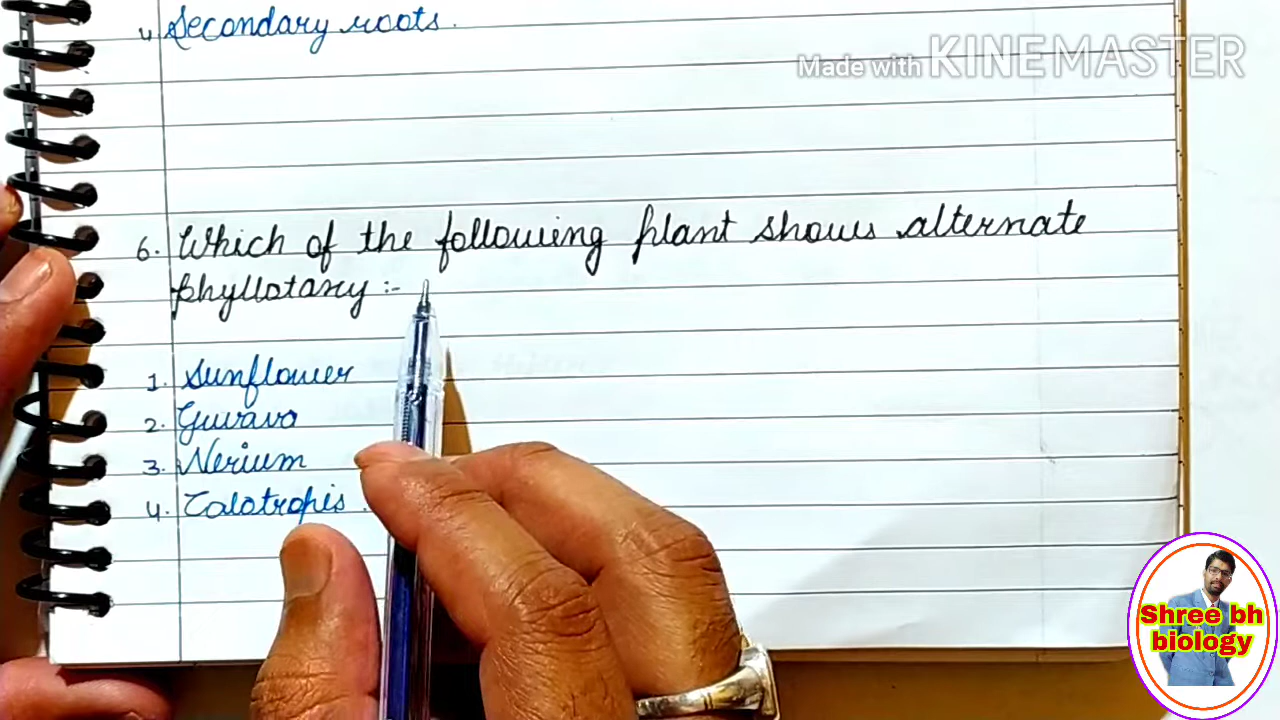 4. Secondary roots.
Made with KINEMASTER
6. Which of the following plant shows alternate
phyllotaxy :-
1. Sunflower
2. Guvava
3. Nerium
4. Calotropis.
Shree bh
biology